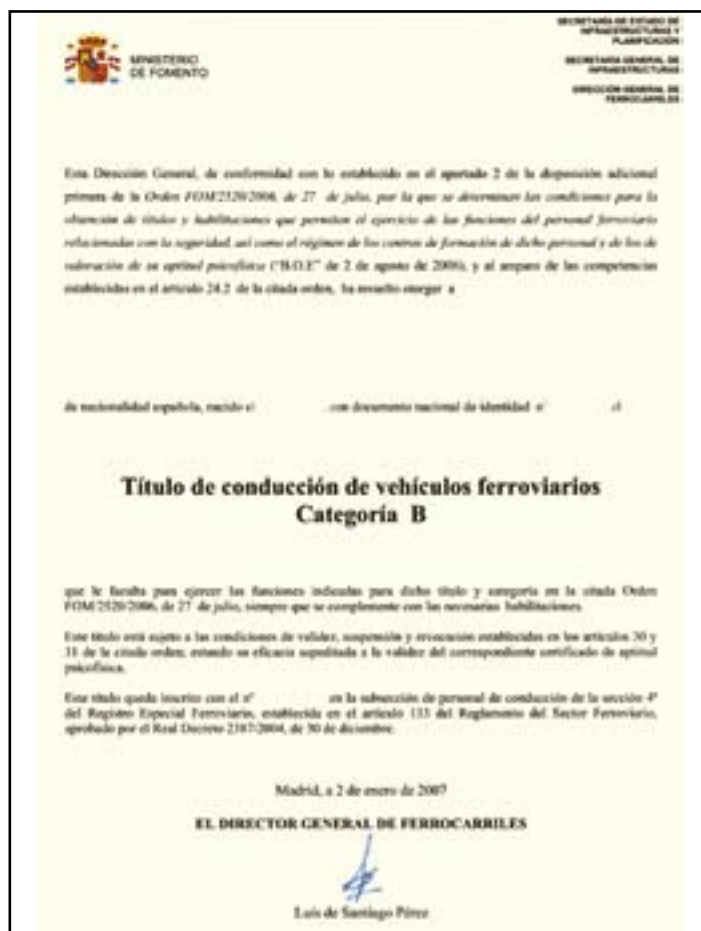 MINISTERIO
DE FOMENTO
SECRETARÍA DE ESTADO DE
INFRAESTRUCTURAS Y
PLANIFICACIÓN
SECRETARÍA GENERAL DE
INFRAESTRUCTURAS
DIRECCIÓN GENERAL DE
FERROCARRILES
Esta Dirección General, de conformidad con lo establecido en el apartado 2 de la disposición adicional
primera de la Orden FOM/2520/2006, de 27 de julio, por la que se determinan las condiciones para la
obtención de títulos y habilitaciones que permiten el ejercicio de las funciones del personal ferroviario
relacionadas con la seguridad, así como el régimen de los centros de formación de dicho personal y de los de
valoración de su aptitud psicofísica ("B.O.E" de 2 de agosto de 2006), y al amparo de las competencias
establecidas en el artículo 24.2 de la citada orden, ha resuelto otorgar a
de nacionalidad española, nacido el con documento nacional de identidad nº el
Título de conducción de vehículos ferroviarios
Categoría B
que le faculta para ejercer las funciones indicadas para dicho título y categoría en la citada Orden
FOM/2520/2006, de 27 de julio, siempre que se complemente con las necesarias habilitaciones.
Este título está sujeto a las condiciones de validez, suspensión y revocación establecidas en los artículos 30 y
31 de la citada orden; estando su eficacia supeditada a la validez del correspondiente certificado de aptitud
psicofísica.
Este título queda inscrito con el nº en la subsección de personal de conducción de la sección 4ª
del Registro Especial Ferroviario, establecida en el artículo 133 del Reglamento del Sector Ferroviario,
aprobado por el Real Decreto 2387/2004, de 30 de diciembre.
Madrid, a 2 de enero de 2007
EL DIRECTOR GENERAL DE FERROCARRILES
Luis de Santiago Pérez